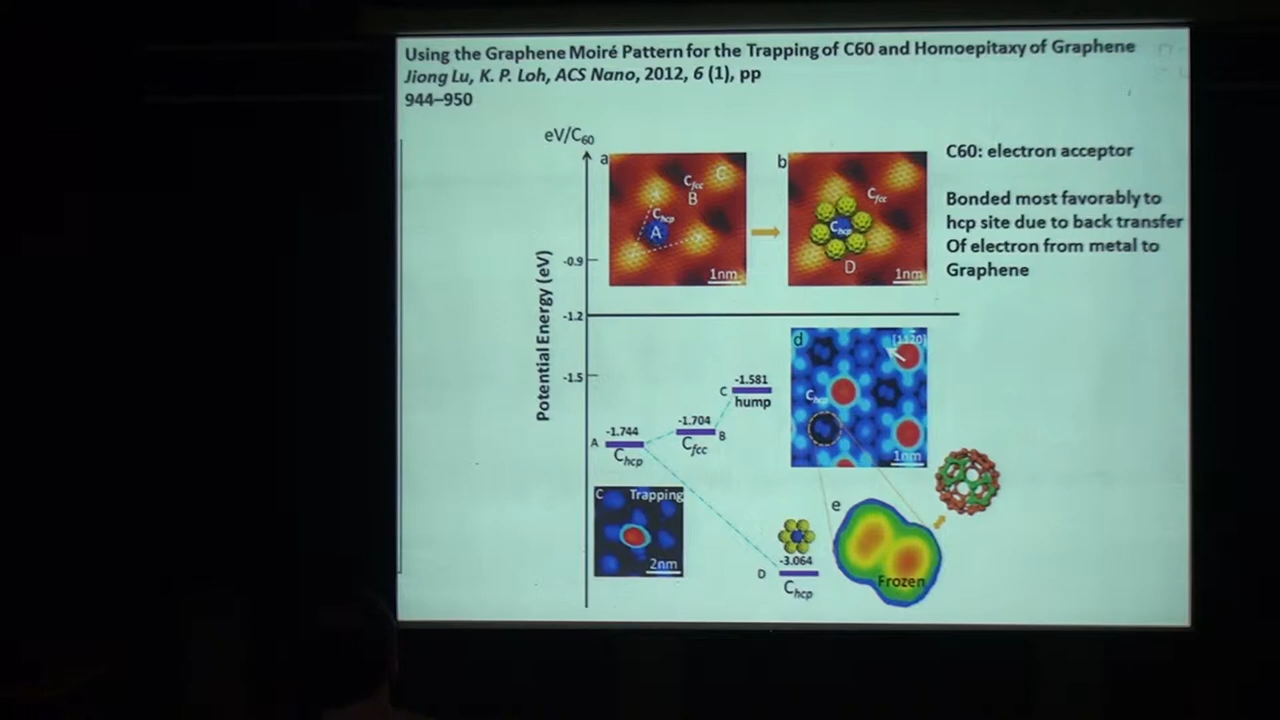 Using the Graphene Moiré Pattern for the Trapping of C60 and Homoepitaxy of Graphene
Jiong Lu, K. P. Loh, ACS Nano, 2012, 6 (1), pp
944–950
eV/C60
Potential Energy (eV)
-0.9
-1.2
-1.5
a
C
Cfcc
B
Chcp
A
1nm
b
Cfcc
Chcp
D
1nm
C60: electron acceptor
Bonded most favorably to
hcp site due to back transfer
Of electron from metal to
Graphene
d
[1120]
Chcp
1nm
-1.581
C
hump
-1.704
B
Cfcc
-1.744
A
Chcp
C Trapping
2nm
e
Frozen
-3.064
D
Chcp